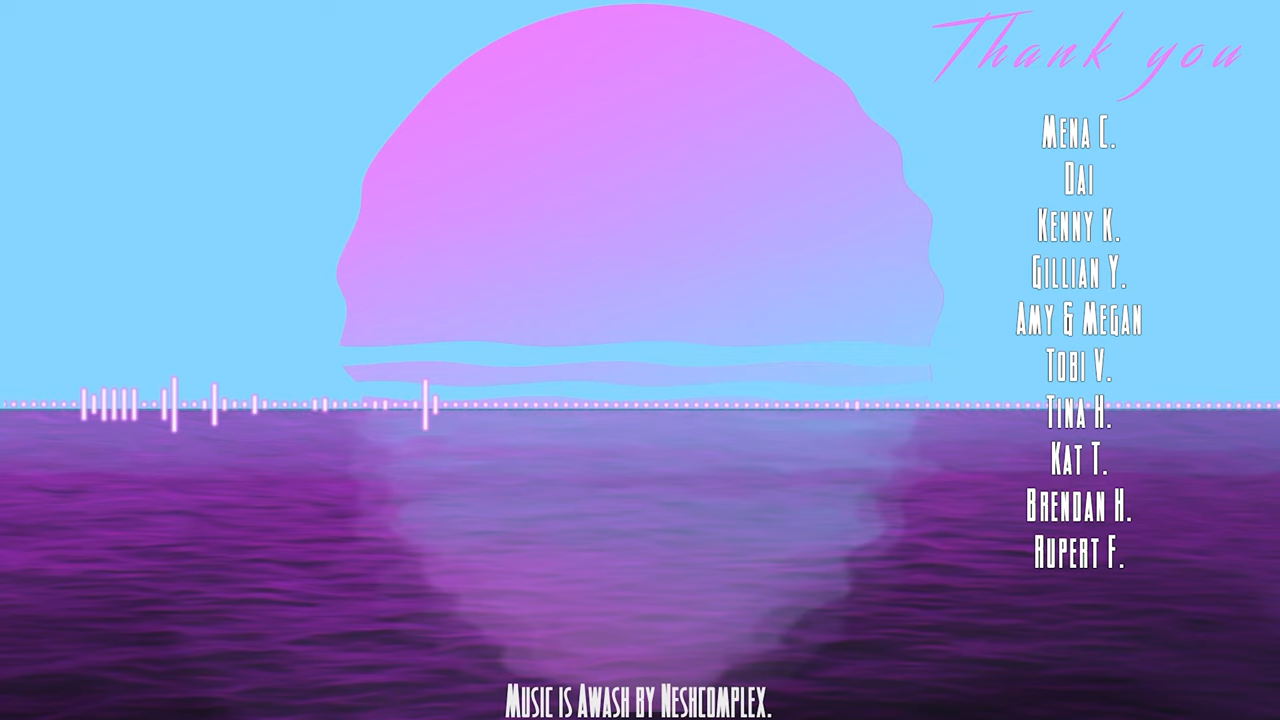 Thank you
Mena C.
Dai
Kenny K.
Gillian Y.
Amy & Megan
Tobi V.
Tina H.
Kat T.
Brendan H.
Rupert F.
Music is Awash by Neshcomplex.